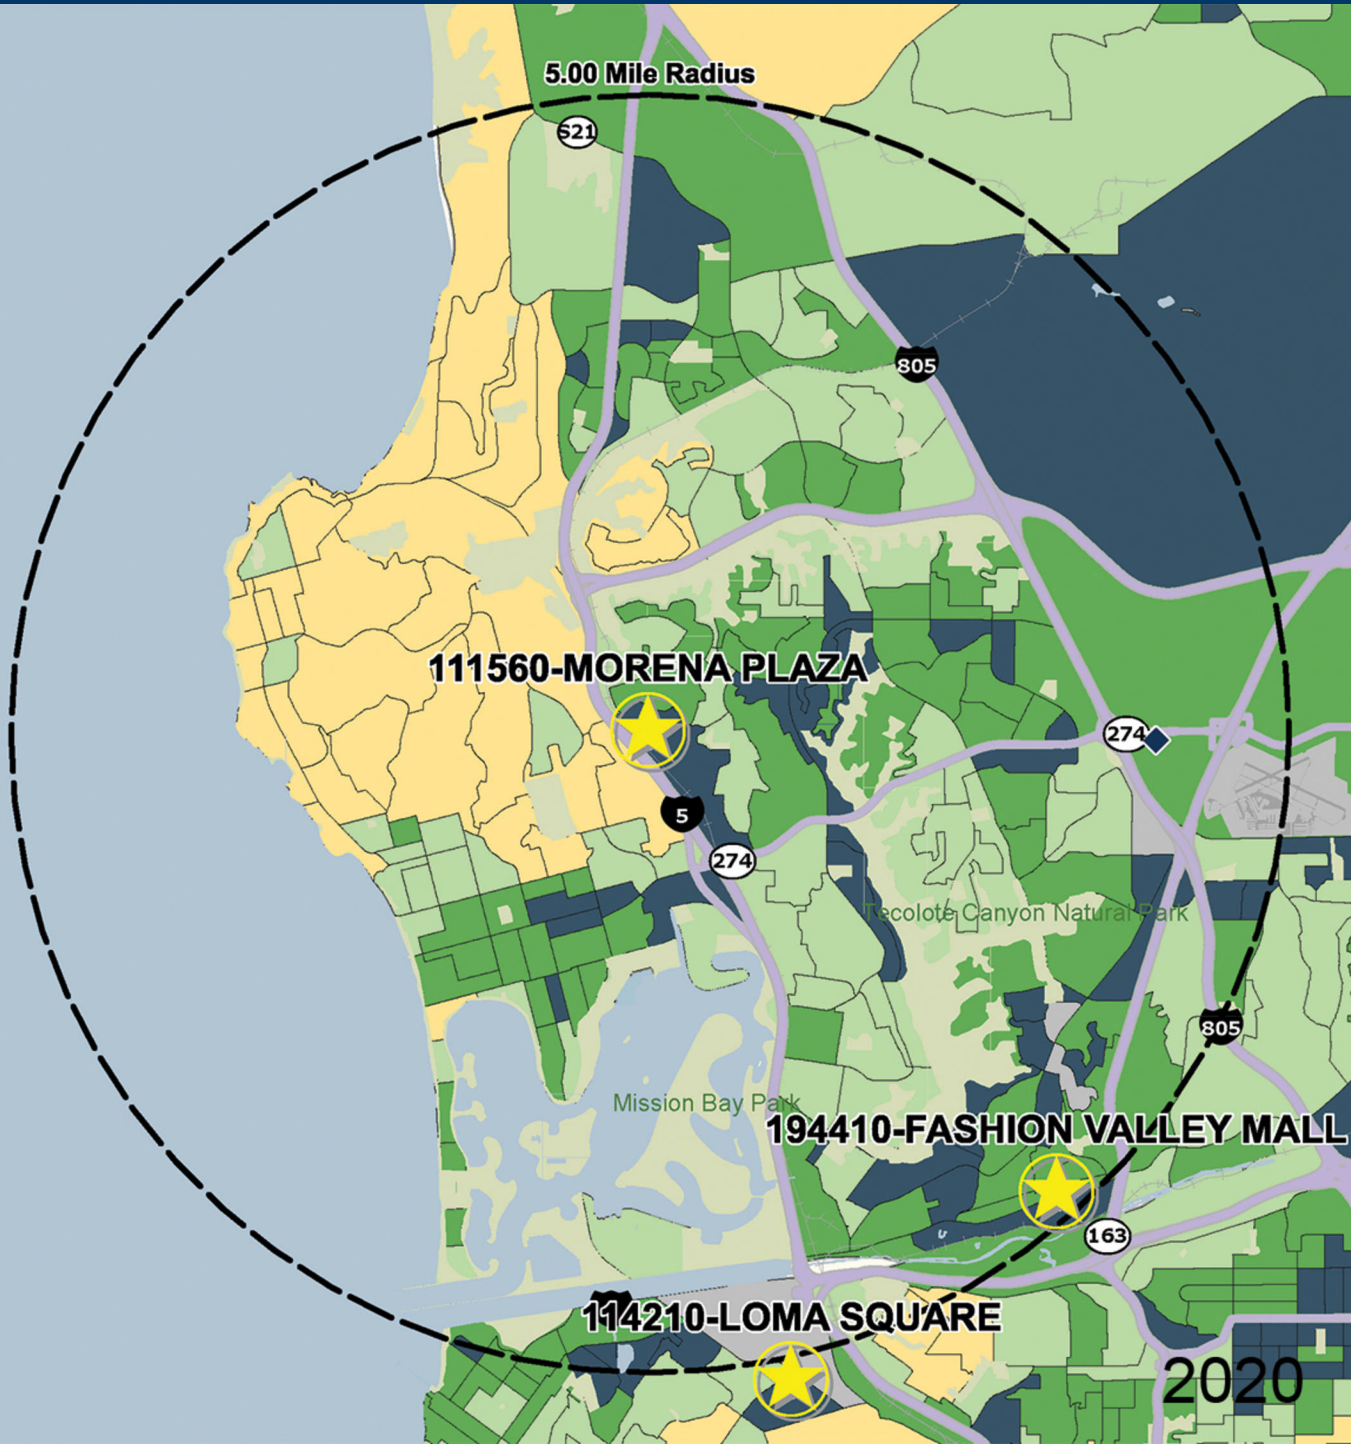 5.00 Mile Radius
S21
805
111560-MORENA PLAZA
274
5
274
Tecolote Canyon Natural Park
805
Mission Bay Park
194410-FASHION VALLEY MALL
163
114210-LOMA SQUARE
2020